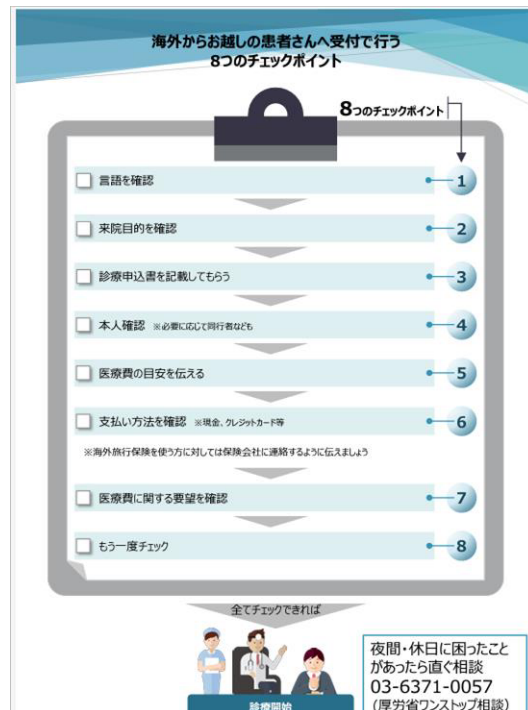 海外からお越しの患者さんへ受付で行う
8つのチェックポイント
8つのチェックポイント
言語を確認 1
来院目的を確認 2
診療申込書を記載してもらう 3
本人確認 ※必要に応じて同行者なども 4
医療費の目安を伝える 5
支払い方法を確認 ※現金、クレジットカード等 6
※海外旅行保険を使う方に対しては保険会社に連絡するように伝えましょう
医療費に関する要望を確認 7
もう一度チェック 8
全てチェックできれば
診療開始
夜間・休日に困ったこと
があったら直ぐ相談
03-6371-0057
(厚労省ワンストップ相談)